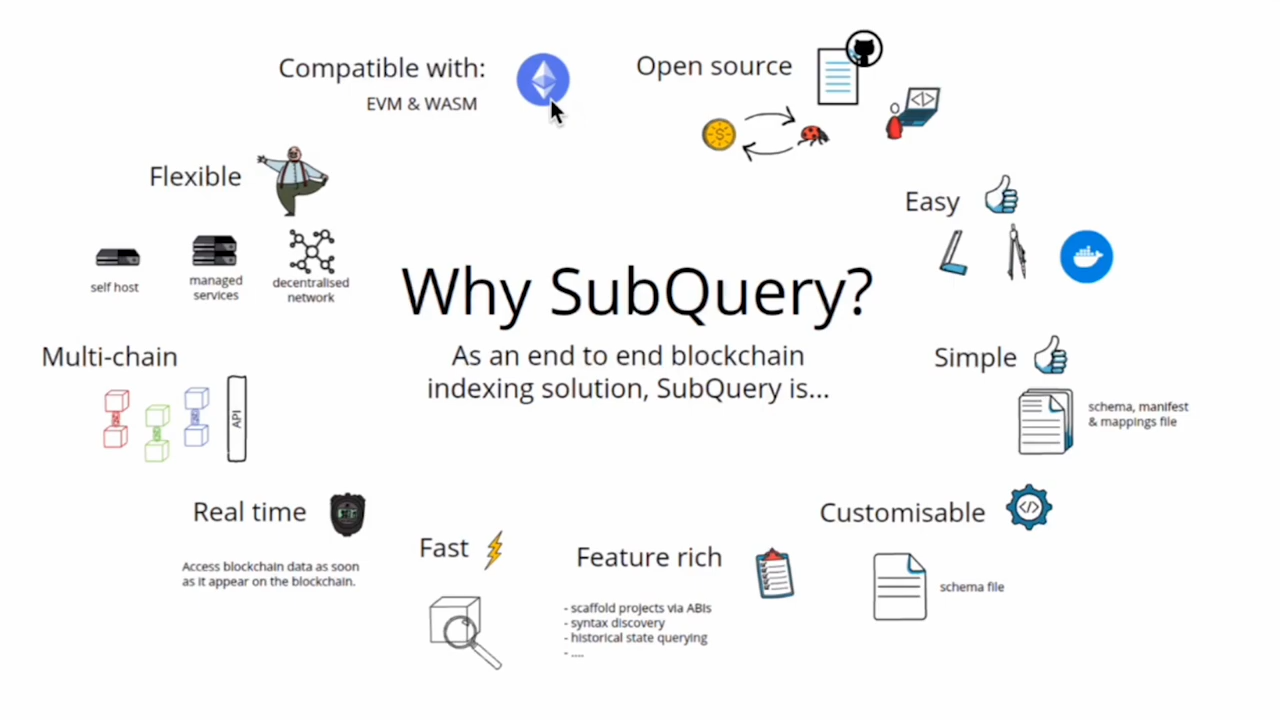 Compatible with:
EVM & WASM
Open source
Flexible
self host
managed
services
decentralised
network
Easy
Why SubQuery?
As an end to end blockchain
indexing solution, SubQuery is...
Multi-chain
API
Simple
schema, manifest
& mappings file
Real time
Access blockchain data as soon
as it appear on the blockchain.
Fast
Feature rich
- scaffold projects via ABIs
- syntax discovery
- historical state querying
- ....
Customisable
schema file